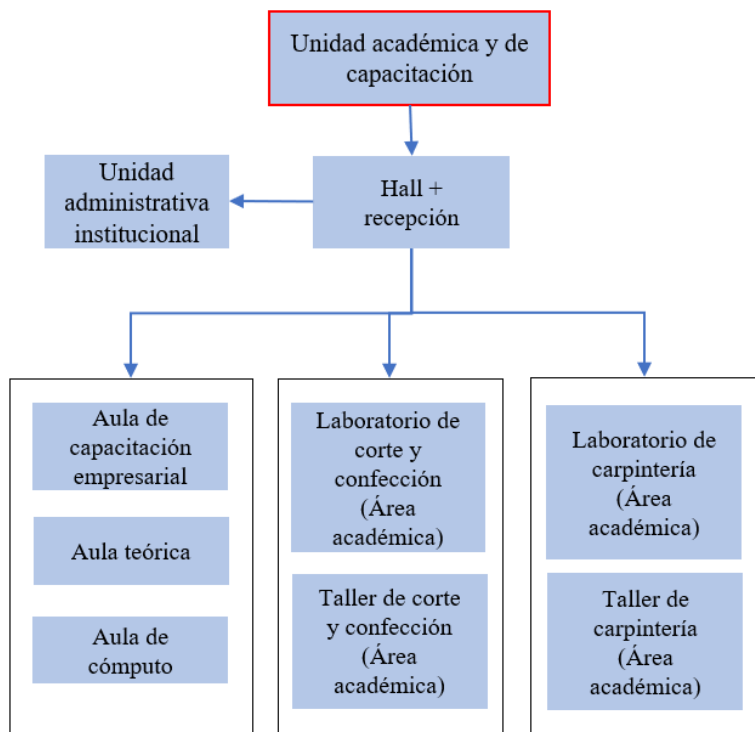 Unidad académica y de
capacitación
Unidad
administrativa
institucional
Hall +
recepción
Aula de
capacitación
empresarial
Aula teórica
Aula de
cómputo
Laboratorio de
corte y
confección
(Área
académica)
Taller de corte
y confección
(Área
académica)
Laboratorio de
carpintería
(Área
académica)
Taller de
carpintería
(Área
académica)